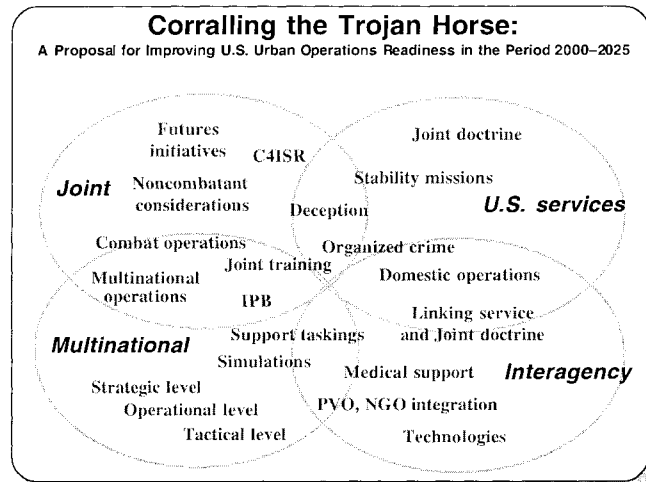 Corralling the Trojan Horse:
A Proposal for Improving U.S. Urban Operations Readiness in the Period 2000–2025
Futures
initiatives
C4ISR
Joint doctrine
Joint
Noncombatant
considerations
Stability missions
Deception
U.S. services
Combat operations
Organized crime
Joint training
Multinational
operations
Domestic operations
IPB
Linking service
and Joint doctrine
Multinational
Support taskings
Simulations
Medical support
Interagency
Strategic level
Operational level
PVO, NGO integration
Tactical level
Technologies